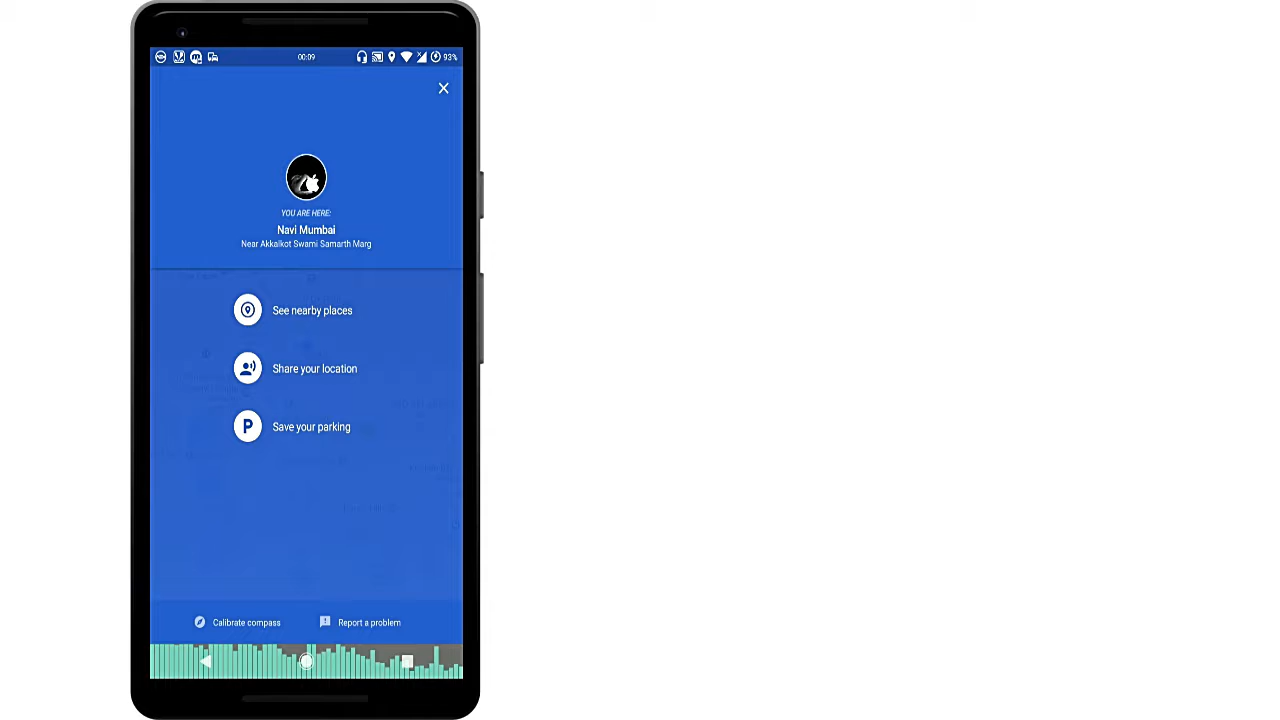 00:09
93%
YOU ARE HERE:
Navi Mumbai
Near Akkalkot Swami Samarth Marg
See nearby places
Share your location
P Save your parking
Calibrate compass
Report a problem